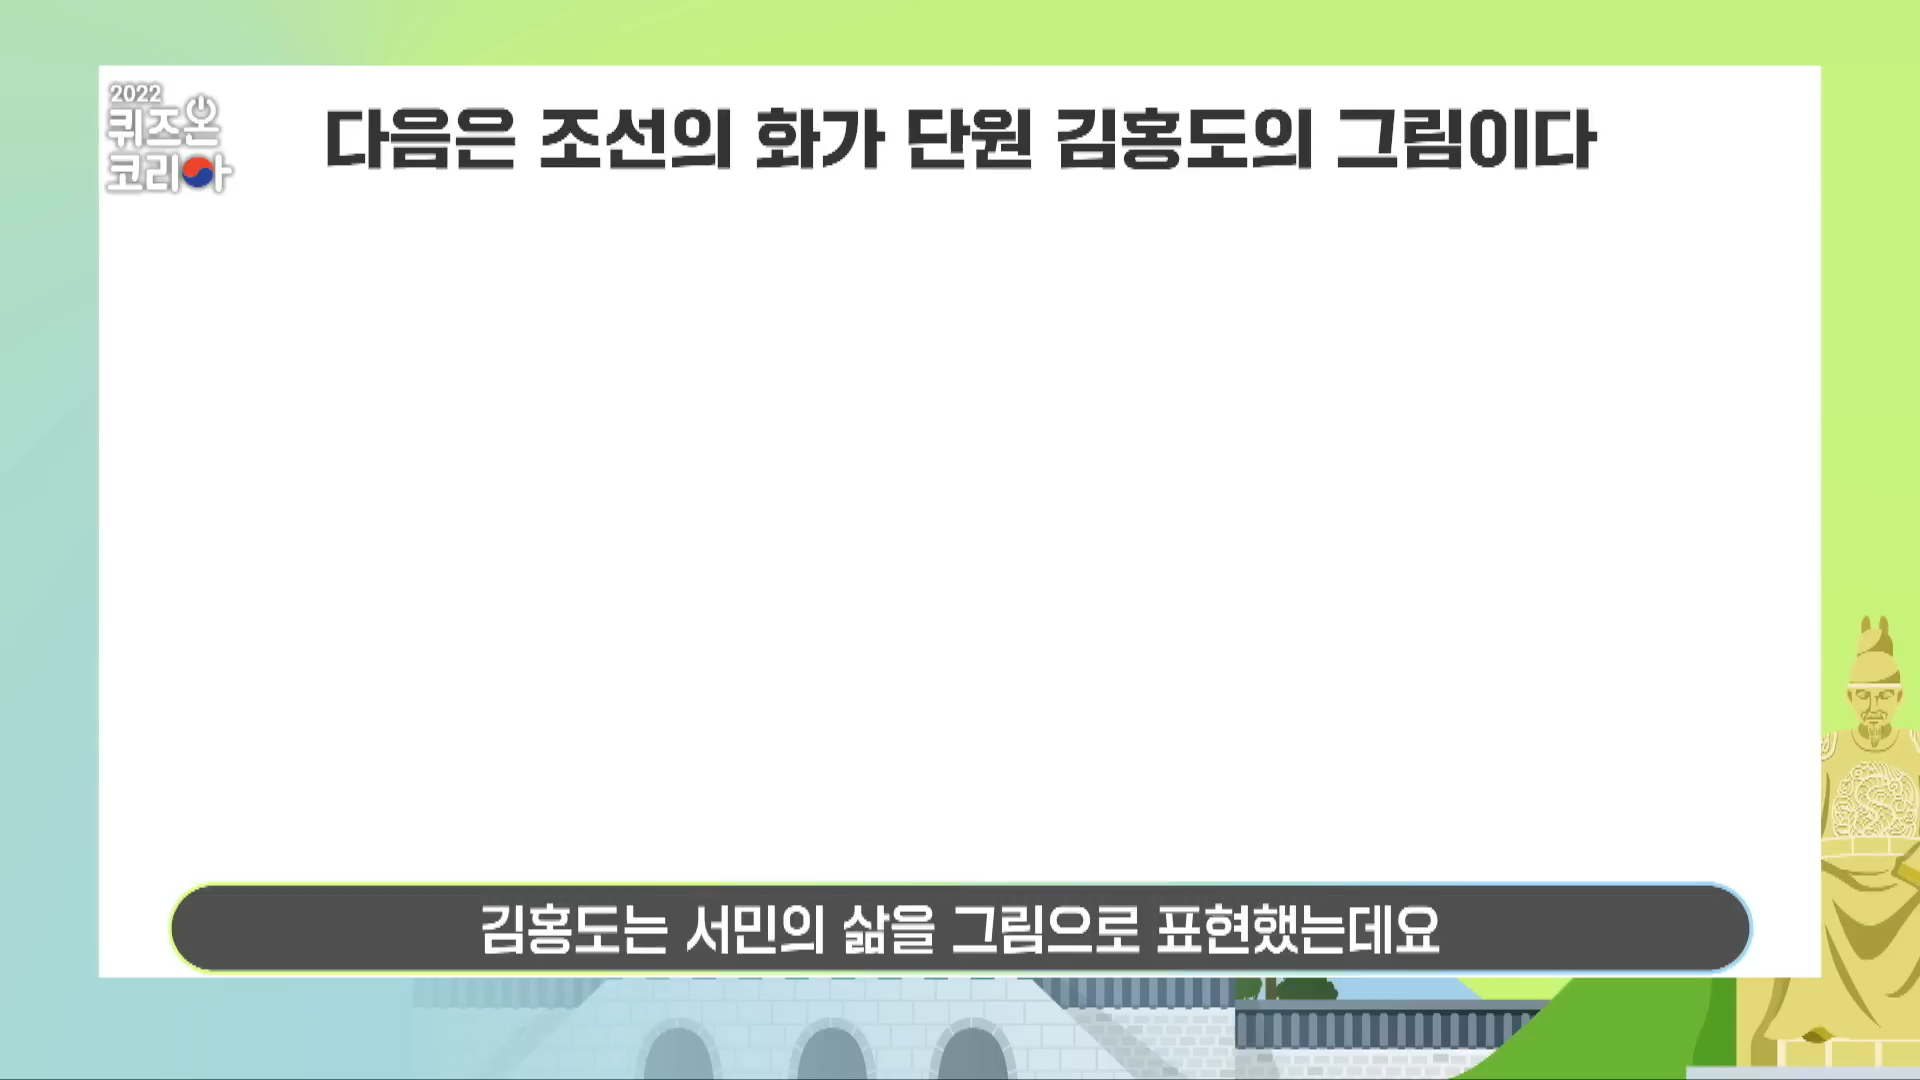 2022
퀴즈온
코리아
다음은 조선의 화가 단원 김홍도의 그림이다
김홍도는 서민의 삶을 그림으로 표현했는데요